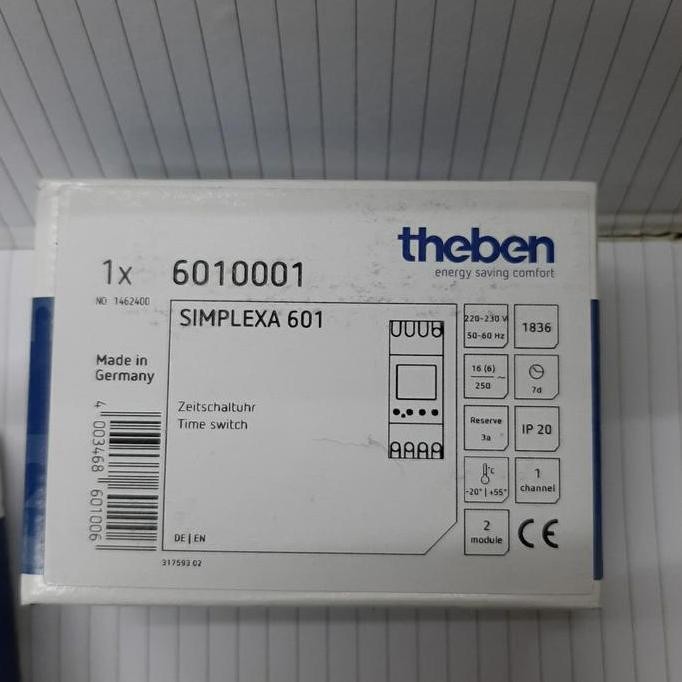 theben
energy saving comfort
1x 6010001
NO 1462400
SIMPLEXA 601
Made in
Germany
Zeitschaltuhr
Time switch
DE | EN
317593 02
4 003468 601006
220-230 V
50-60 Hz
1836
16 (6)
250 ~
7d
Reserve
3a
IP 20
°C
-20° | +55°
1
channel
2
module
CE